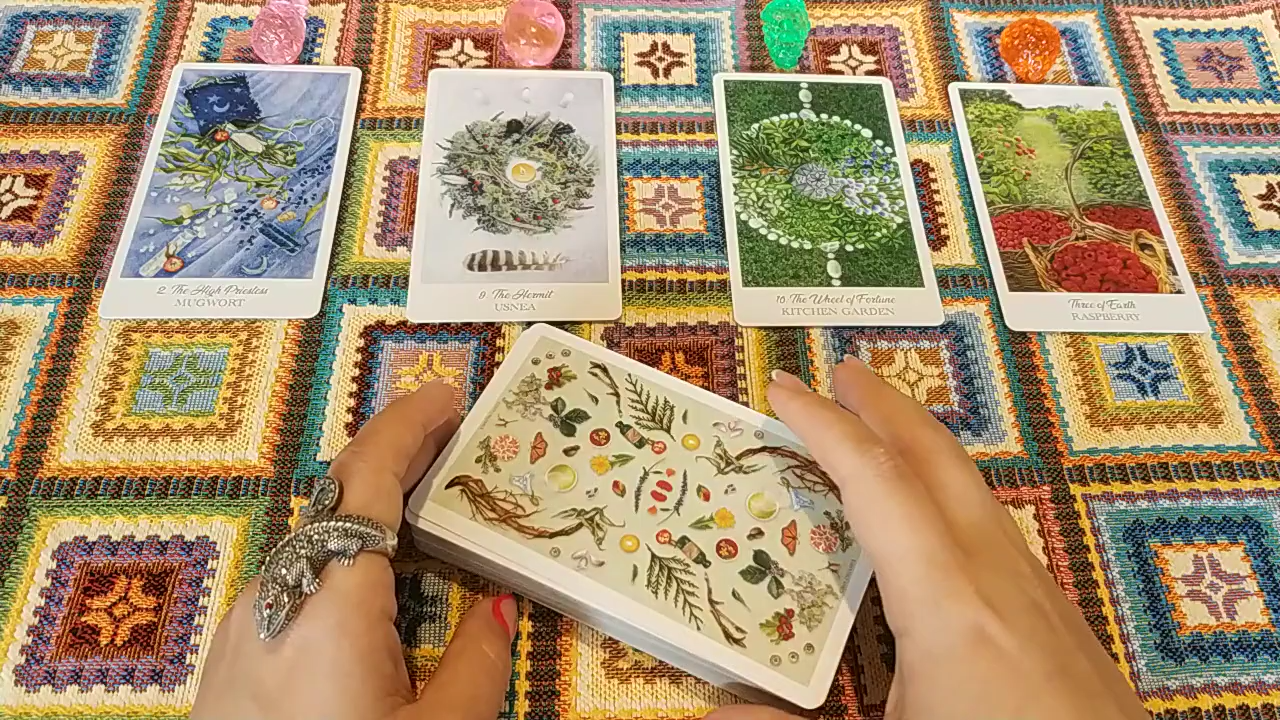 2. The High Priestess
MUGWORT
9. The Hermit
USNEA
10. The Wheel of Fortune
KITCHEN GARDEN
Three of Earth
RASPBERRY